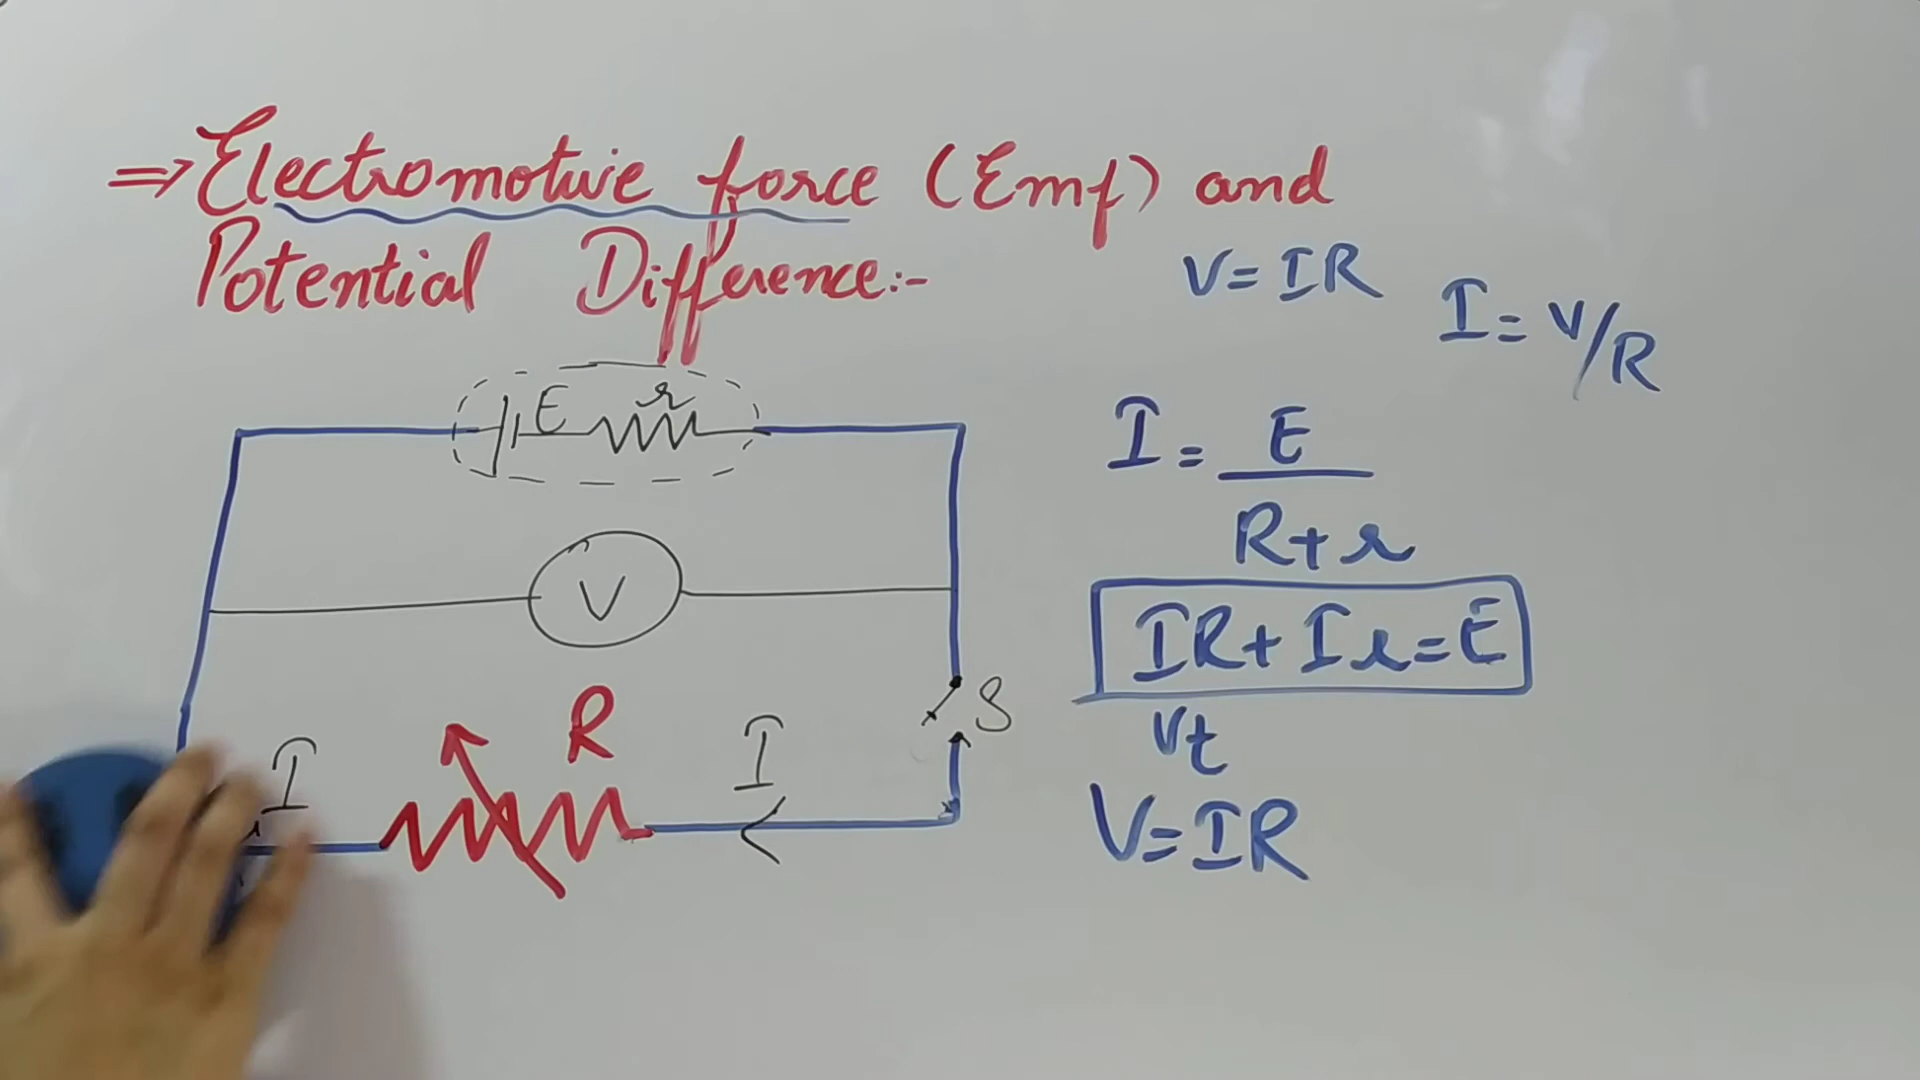 ⇒ Electromotive force (Emf) and
Potential Difference:-
V=IR
I=V/R
E r
I = E
R+r
V
IR+Ir=E
Vt
V=IR
R
I
I
S